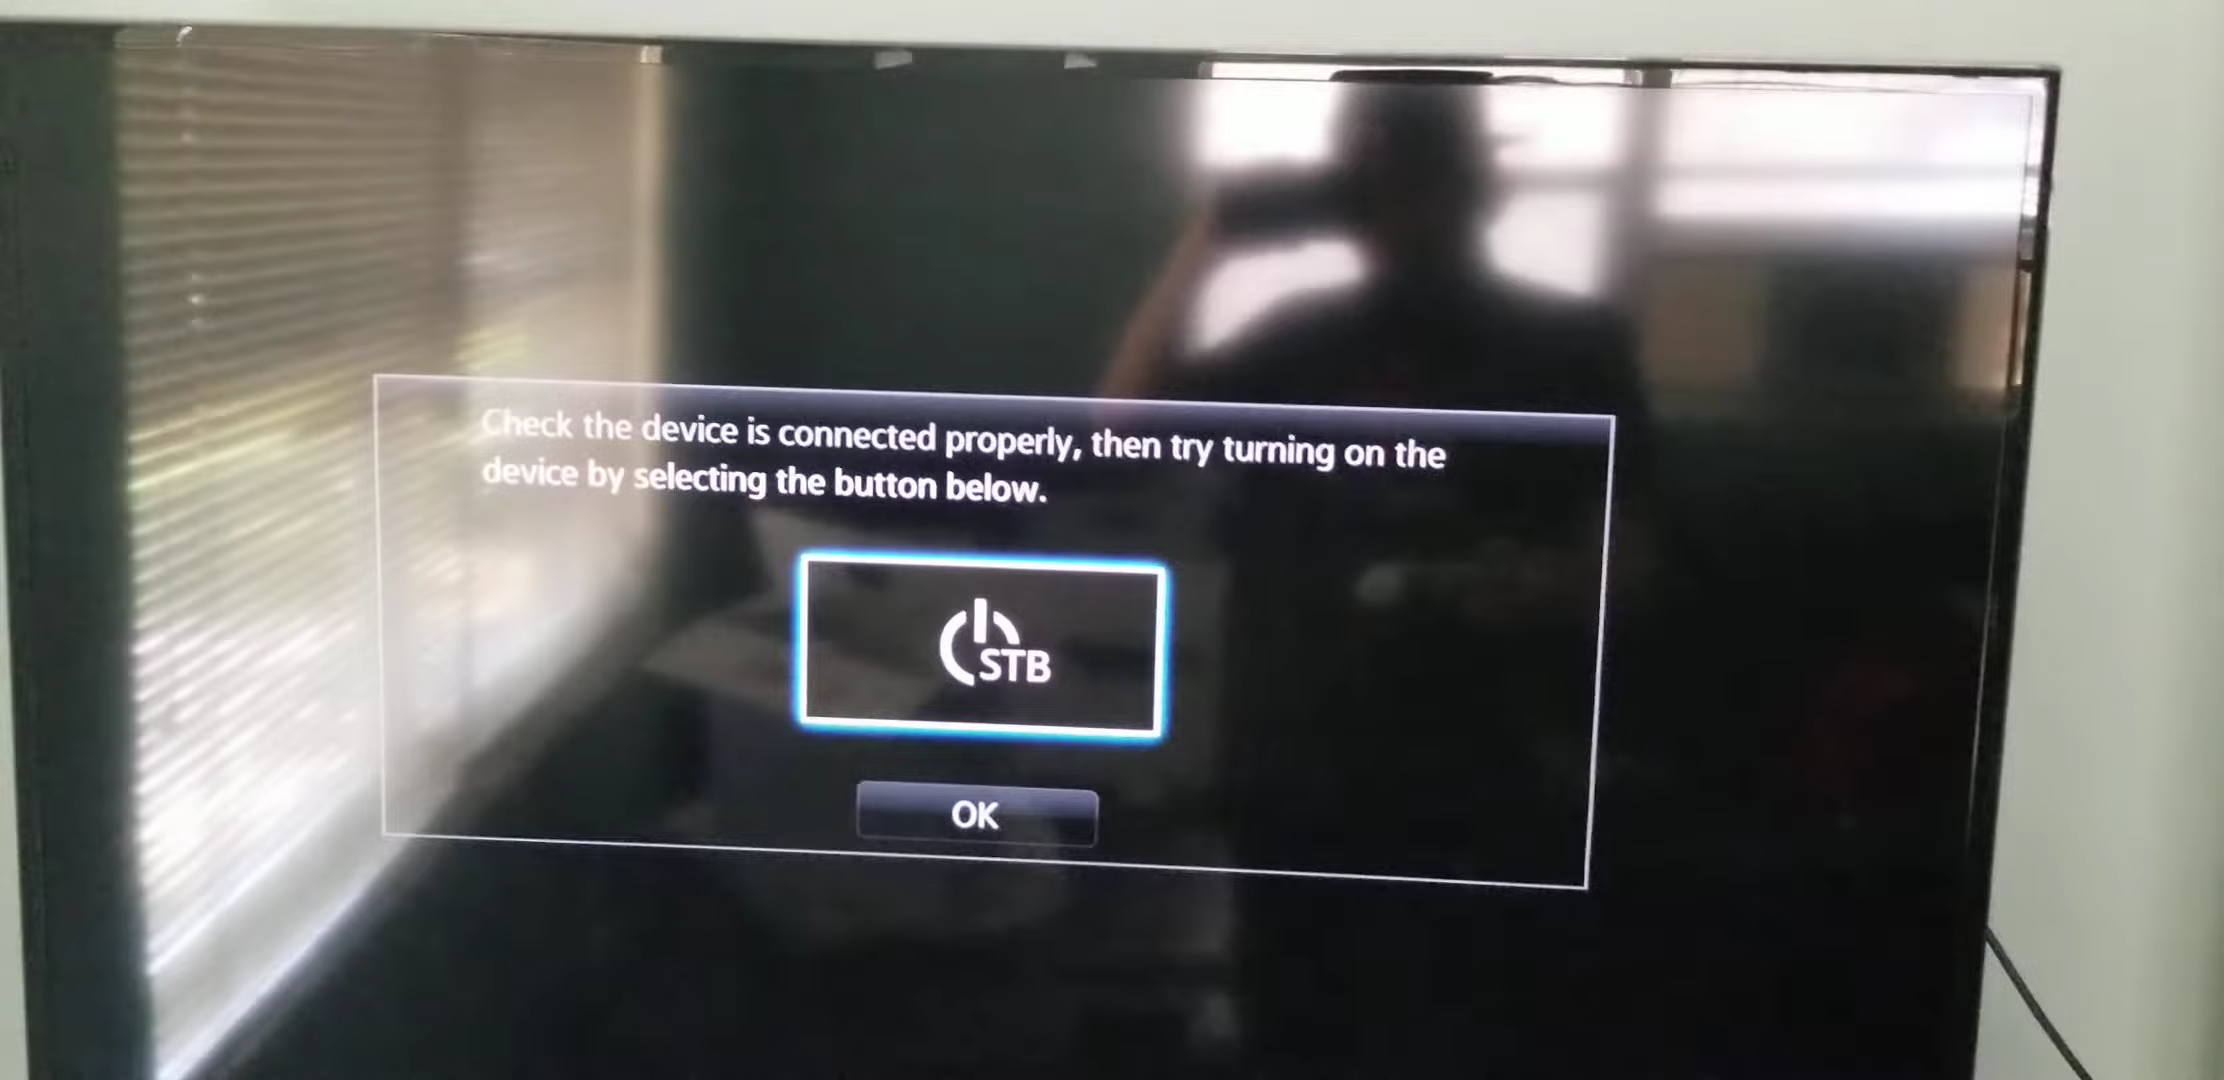 Check the device is connected properly, then try turning on the
device by selecting the button below.
STB
OK